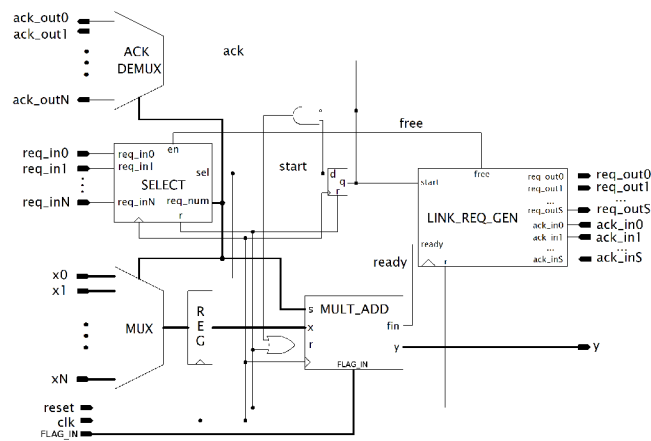 ack_out0
ack_out1
ack_outN
ACK
DEMUX
ack
free
req_in0
req_in1
req_inN
en
req_in0
req_in1
req_inN
SELECT
sel
req_num
r
start
d
q
r
free
start
req_out0
req_out1
...
req_outS
ack_in0
ack_in1
...
ack_inS
LINK_REQ_GEN
ready
r
req_out0
req_out1
...
req_outS
ack_in0
ack_in1
...
ack_inS
ready
x0
x1
xN
MUX
R
E
G
s
x
r
MULT_ADD
fin
y
FLAG_IN
y
reset
clk
FLAG_IN